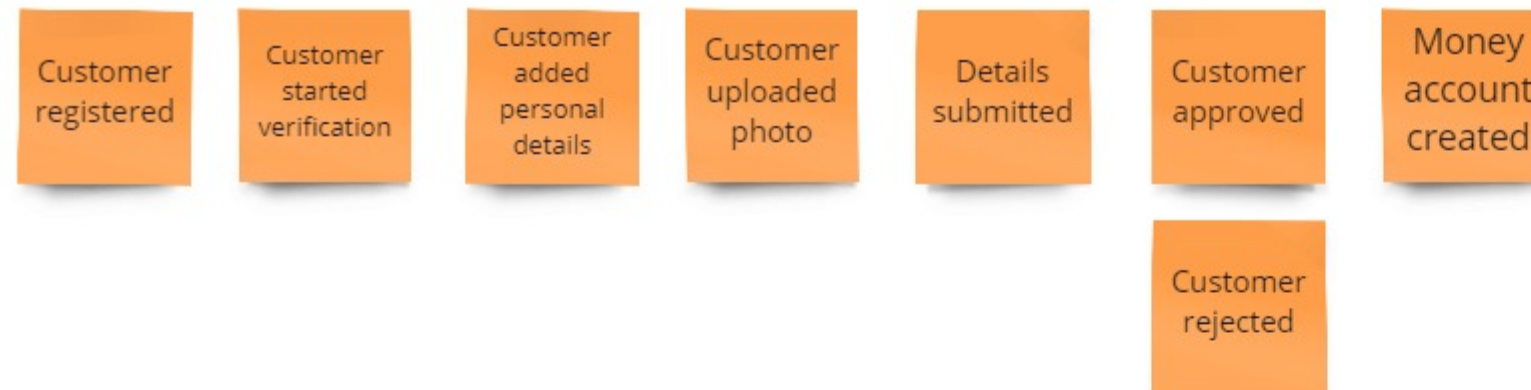 Customer
registered
Customer
started
verification
Customer
added
personal
details
Customer
uploaded
photo
Details
submitted
Customer
approved
Money
account
created
Customer
rejected